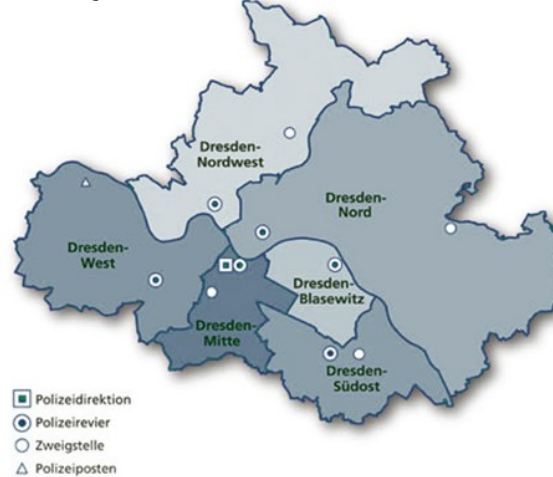 Dresden-
Nordwest
Dresden-
Nord
Dresden-
West
Dresden-
Blasewitz
Dresden-
Mitte
Dresden-
Südost
Polizeidirektion
Polizeirevier
Zweigstelle
Polizeiposten